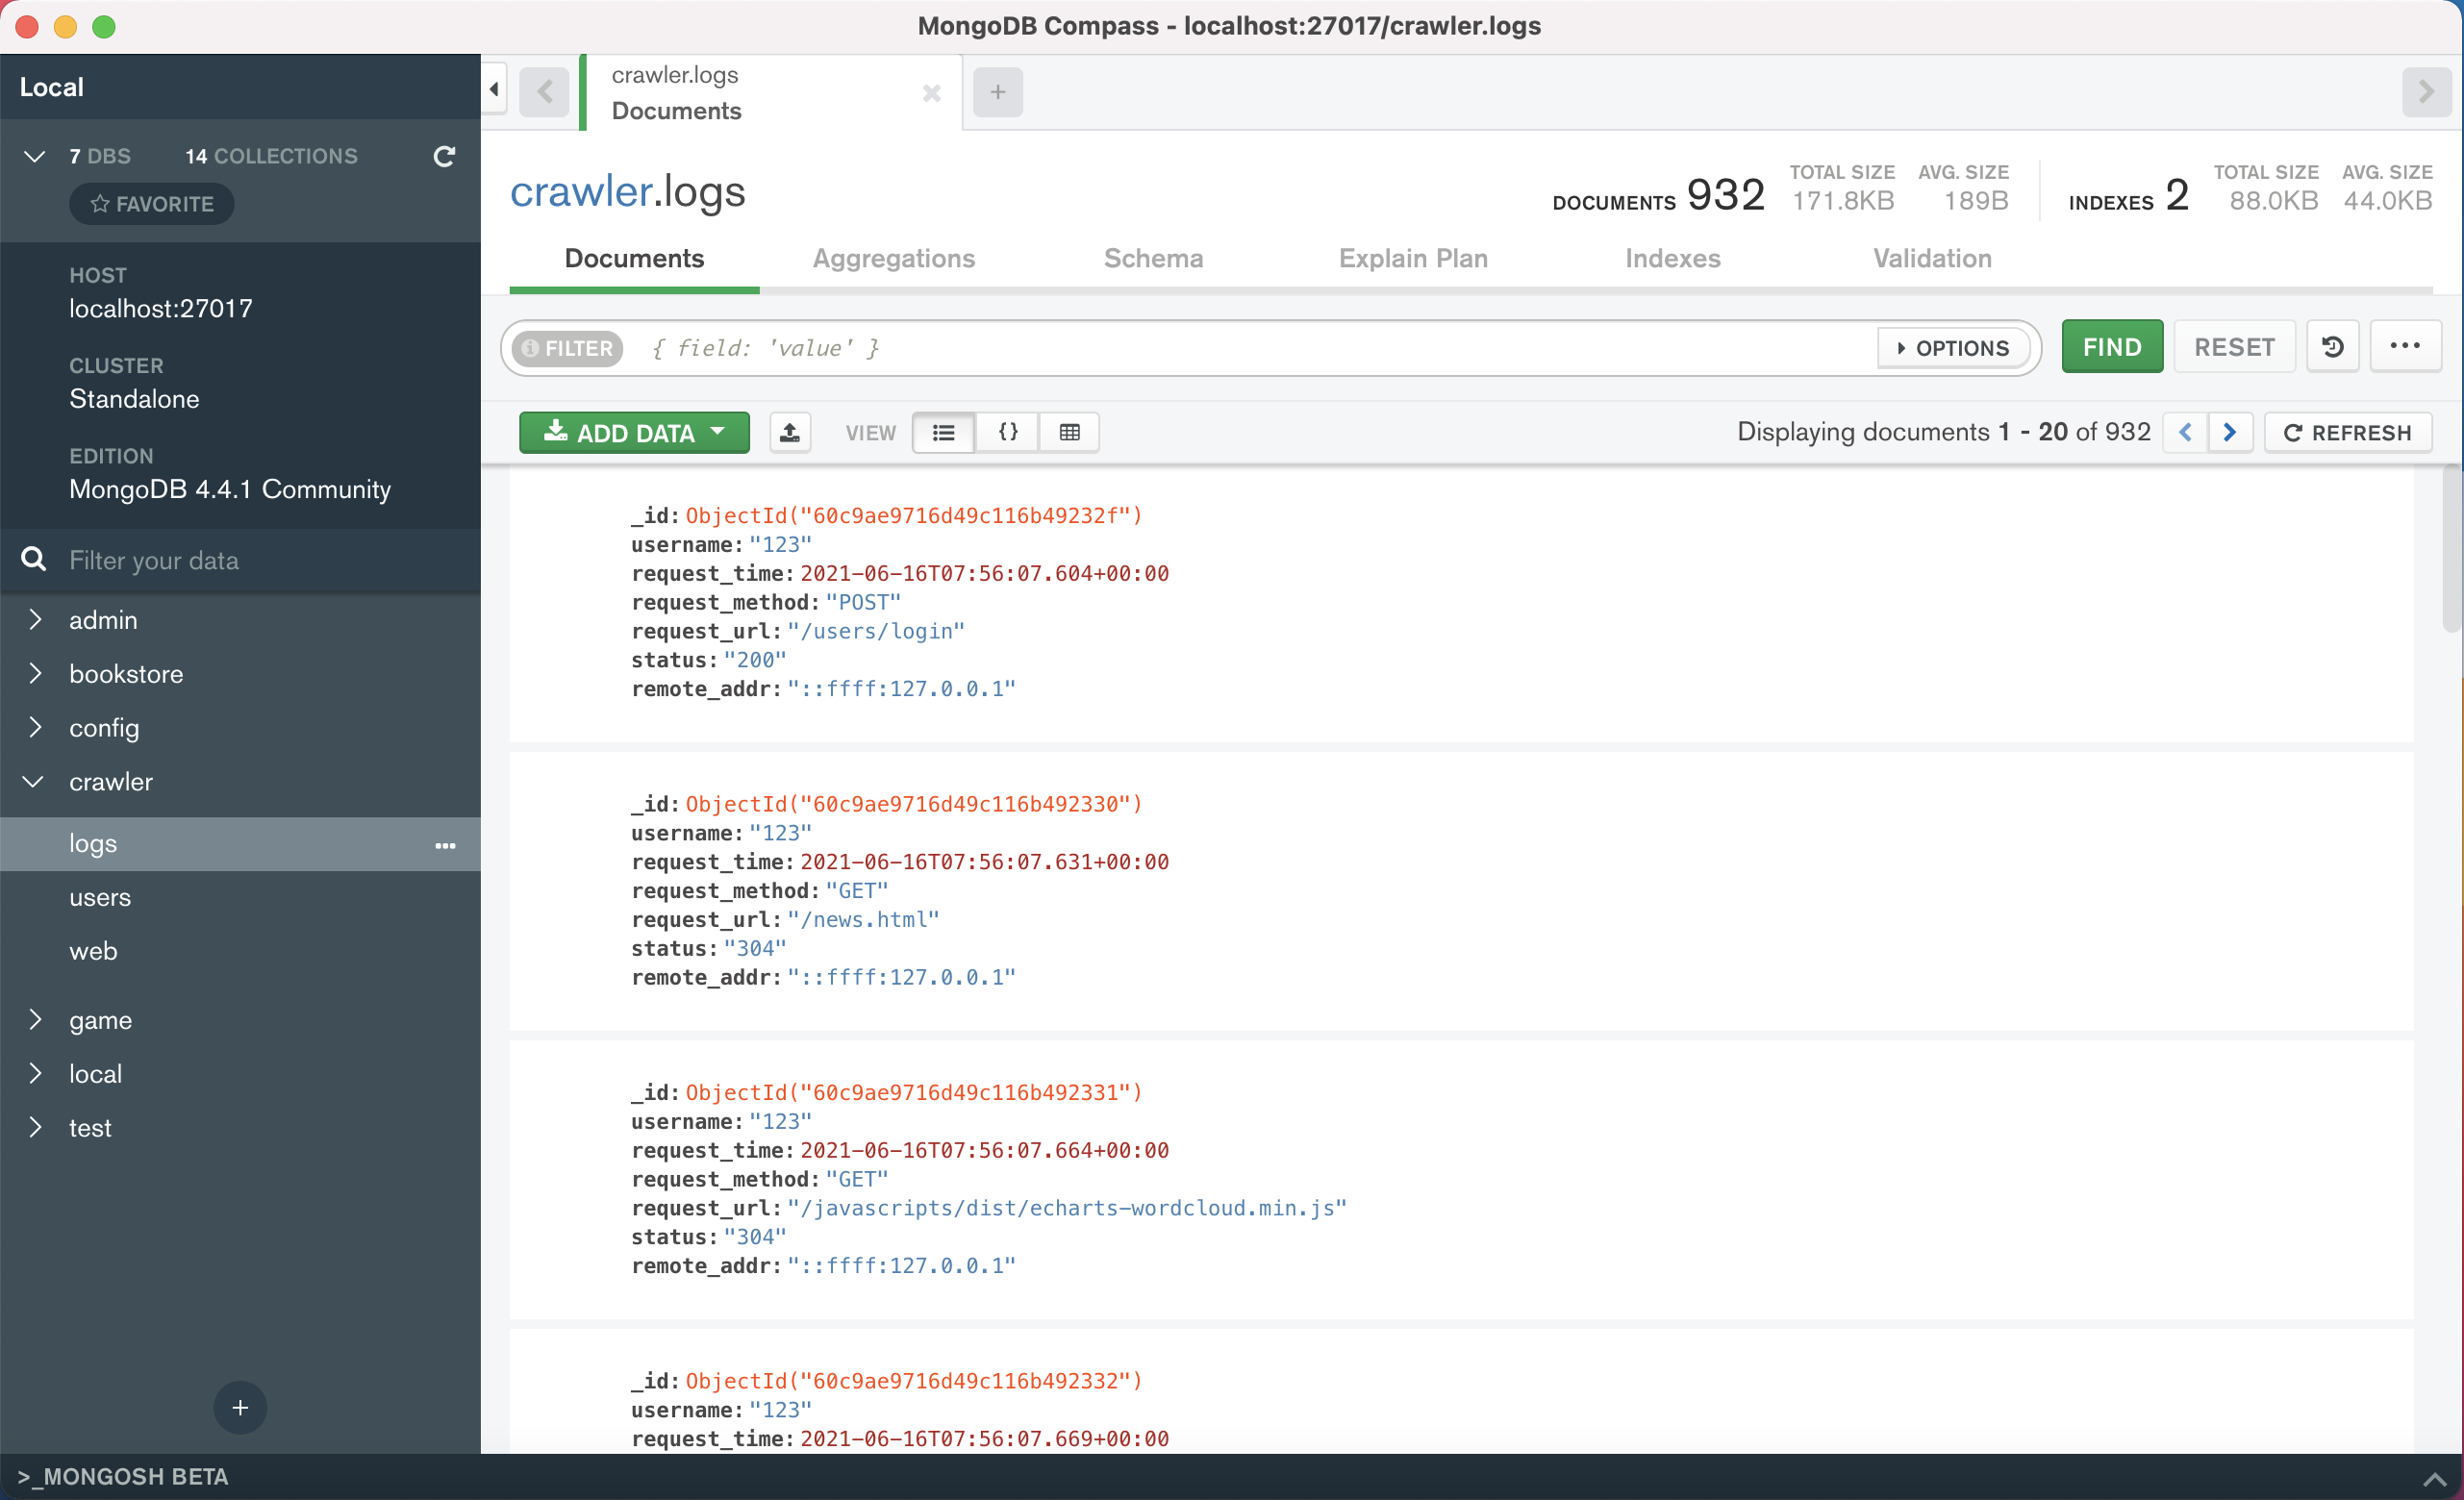 MongoDB Compass - localhost:27017/crawler.logs
Local
7 DBS 14 COLLECTIONS
FAVORITE
HOST
localhost:27017
CLUSTER
Standalone
EDITION
MongoDB 4.4.1 Community
Filter your data
admin
bookstore
config
crawler
logs
users
web
game
local
test
>_MONGOSH BETA
crawler.logs
Documents
crawler.logs
DOCUMENTS 932 TOTAL SIZE 171.8KB AVG. SIZE 189B INDEXES 2 TOTAL SIZE 88.0KB AVG. SIZE 44.0KB
Documents Aggregations Schema Explain Plan Indexes Validation
FILTER { field: 'value' } OPTIONS FIND RESET
ADD DATA VIEW {} Displaying documents 1 - 20 of 932 REFRESH
_id: ObjectId("60c9ae9716d49c116b49232f")
username: "123"
request_time: 2021-06-16T07:56:07.604+00:00
request_method: "POST"
request_url: "/users/login"
status: "200"
remote_addr: "::ffff:127.0.0.1"
_id: ObjectId("60c9ae9716d49c116b492330")
username: "123"
request_time: 2021-06-16T07:56:07.631+00:00
request_method: "GET"
request_url: "/news.html"
status: "304"
remote_addr: "::ffff:127.0.0.1"
_id: ObjectId("60c9ae9716d49c116b492331")
username: "123"
request_time: 2021-06-16T07:56:07.664+00:00
request_method: "GET"
request_url: "/javascripts/dist/echarts-wordcloud.min.js"
status: "304"
remote_addr: "::ffff:127.0.0.1"
_id: ObjectId("60c9ae9716d49c116b492332")
username: "123"
request_time: 2021-06-16T07:56:07.669+00:00